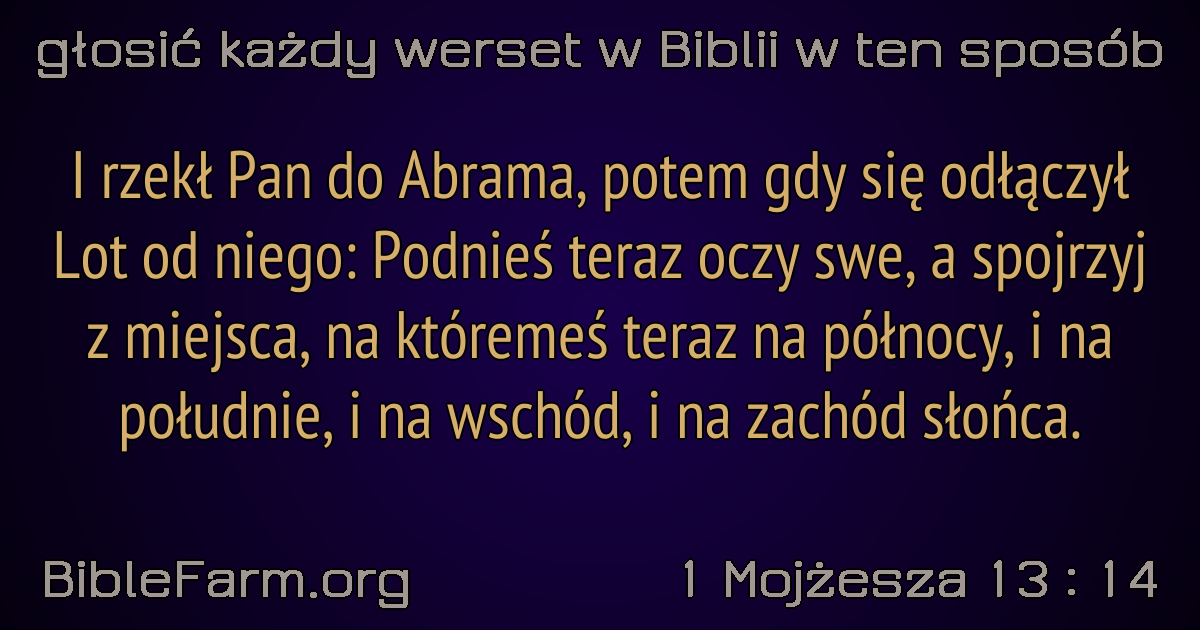 głosić każdy werset w Biblii w ten sposób
I rzekł Pan do Abrama, potem gdy się odłączył
Lot od niego: Podnieś teraz oczy swe, a spojrzyj
z miejsca, na któremeś teraz na północy, i na
południe, i na wschód, i na zachód słońca.
BibleFarm.org
1 Mojżesza 13 : 14